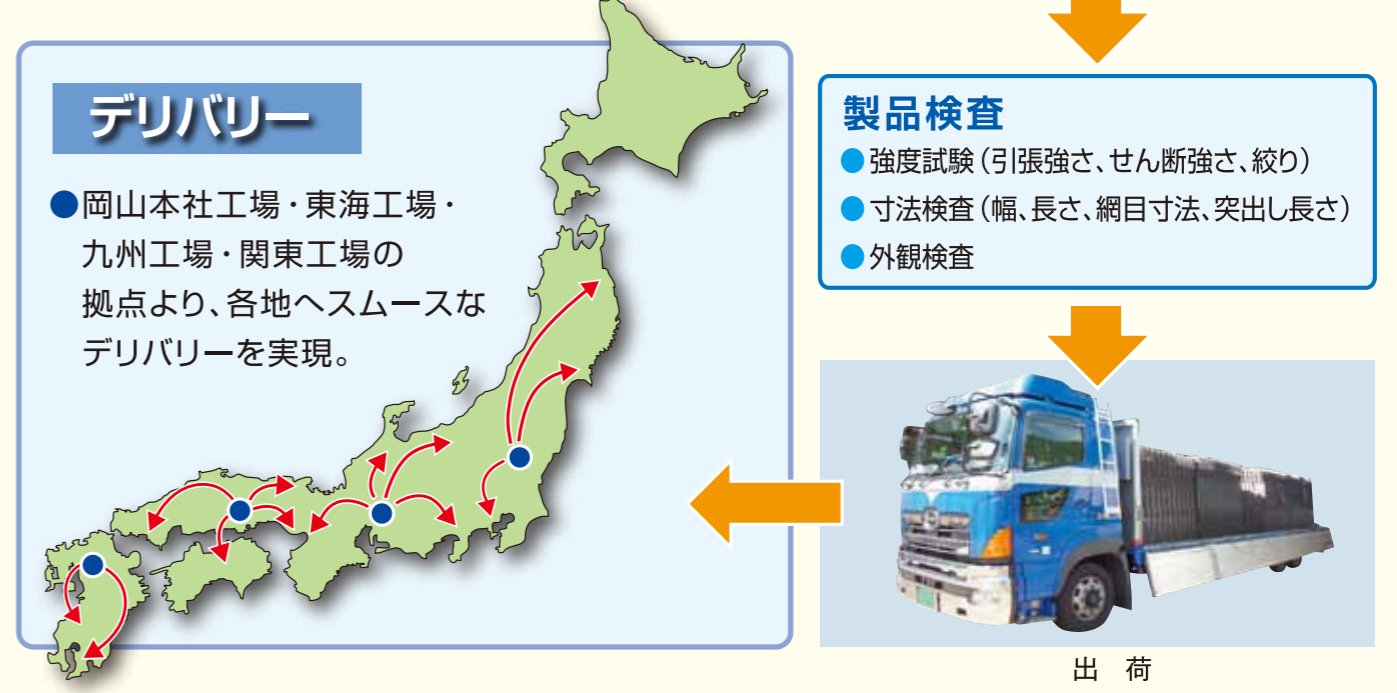 デリバリー
●岡山本社工場・東海工場・
九州工場・関東工場の
拠点より、各地へスムースな
デリバリーを実現。
製品検査
●強度試験（引張強さ、せん断強さ、絞り）
●寸法検査（幅、長さ、網目寸法、突出し長さ）
●外観検査
出 荷